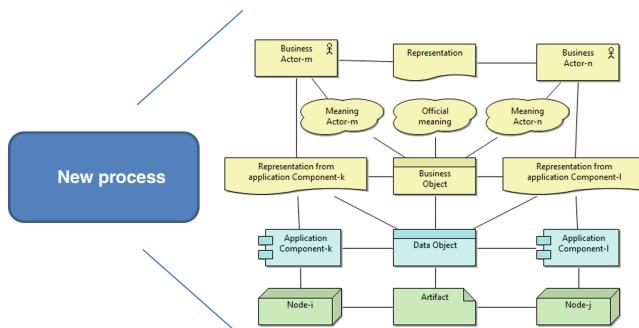 Business
Actor-m
Representation
Business
Actor-n
Meaning
Actor-m
Official
meaning
Meaning
Actor-n
New process
Representation from
application Component-k
Business
Object
Representation from
application Component-l
Application
Component-k
Data Object
Application
Component-l
Node-i
Artifact
Node-j